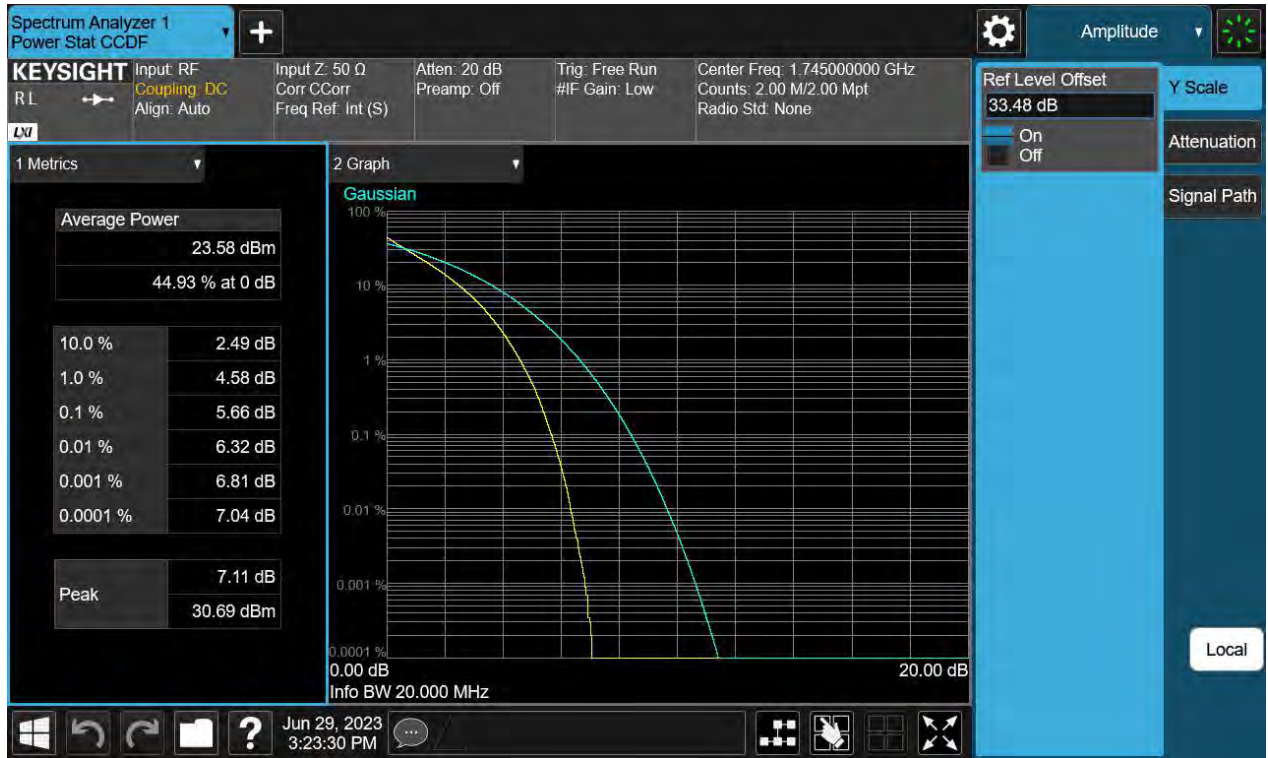 Spectrum Analyzer 1
Power Stat CCDF
Amplitude
KEYSIGHT
RL
LXI
Input: RF
Coupling: DC
Align: Auto
Input Z: 50 Ω
Corr CCorr
Freq Ref: Int (S)
Atten: 20 dB
Preamp: Off
Trig: Free Run
#IF Gain: Low
Center Freq: 1.745000000 GHz
Counts: 2.00 M/2.00 Mpt
Radio Std: None
Ref Level Offset
33.48 dB
On
Off
Y Scale
Attenuation
Signal Path
1 Metrics
Average Power
23.58 dBm
44.93 % at 0 dB
10.0 % 2.49 dB
1.0 % 4.58 dB
0.1 % 5.66 dB
0.01 % 6.32 dB
0.001 % 6.81 dB
0.0001 % 7.04 dB
Peak
7.11 dB
30.69 dBm
2 Graph
Gaussian
100 %
10 %
1 %
0.1 %
0.01 %
0.001 %
0.0001 %
0.00 dB 20.00 dB
Info BW 20.000 MHz
Local
?
Jun 29, 2023
3:23:30 PM